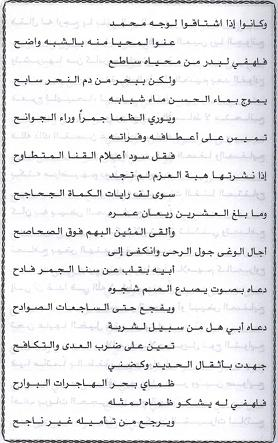 وكانوا إذا اشتاقوا لوجه محمد
عنوا لمحيا منه بالشبه واضح
فلهفي لبدر من محياه ساطع
ولكن ببحر من دم النحر سابح
يموج بماء الحسن ماء شبابه
ويوري الظما جمراً وراء الجوانح
تميس على أعطافه وفراته
فقل سود أعلام القنا المتطاوح
إذا نشرتها هبة العزم لم تجد
سوى لف رايات الكماة الجحاجح
وما بلغ العشرين ريعان عمره
وألقى المئين البهم فوق الصحاصح
أجال الوغى جول الرحى وانكفى إلى
أبيه بقلب عن سنا الجمر قادح
دعاه بصوت يصدع الصم شجوه
ويفجع حتى الساجعات الصوادح
دعاه أبي هل من سبيل لشربة
تعين على ضرب العدى والتكافح
جهدت بأثقال الحديد وكضني
ظماي بحر الهاجرات البوارح
فلهفي له يشكو ظماه لمثله
ويرجع من تأميله غير ناجح